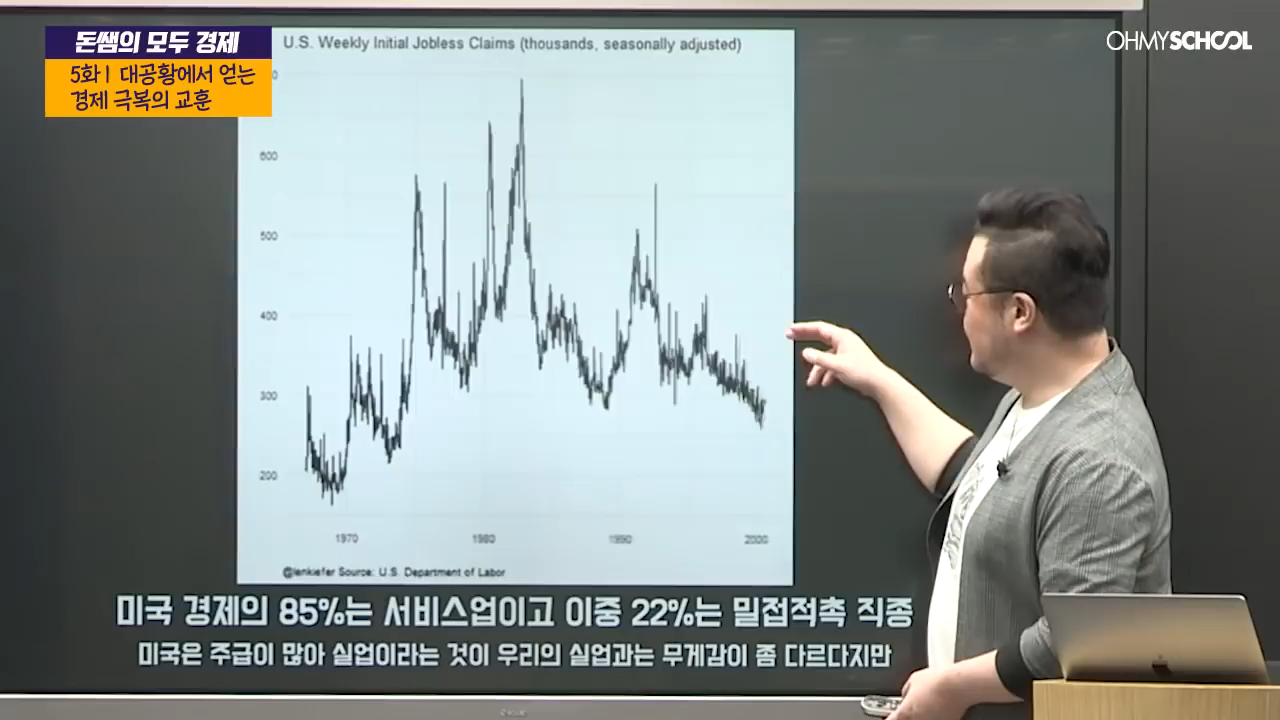 돈쌤의 모두 경제
5화 | 대공황에서 얻는
경제 극복의 교훈
OHMYSCHOOL
U.S. Weekly Initial Jobless Claims (thousands, seasonally adjusted)
600
500
400
300
200
1970
1980
1990
2000
@lenkiefer Source: U.S. Department of Labor
미국 경제의 85%는 서비스업이고 이중 22%는 밀접적촉 직종
미국은 주급이 많아 실업이라는 것이 우리의 실업과는 무게감이 좀 다르다지만